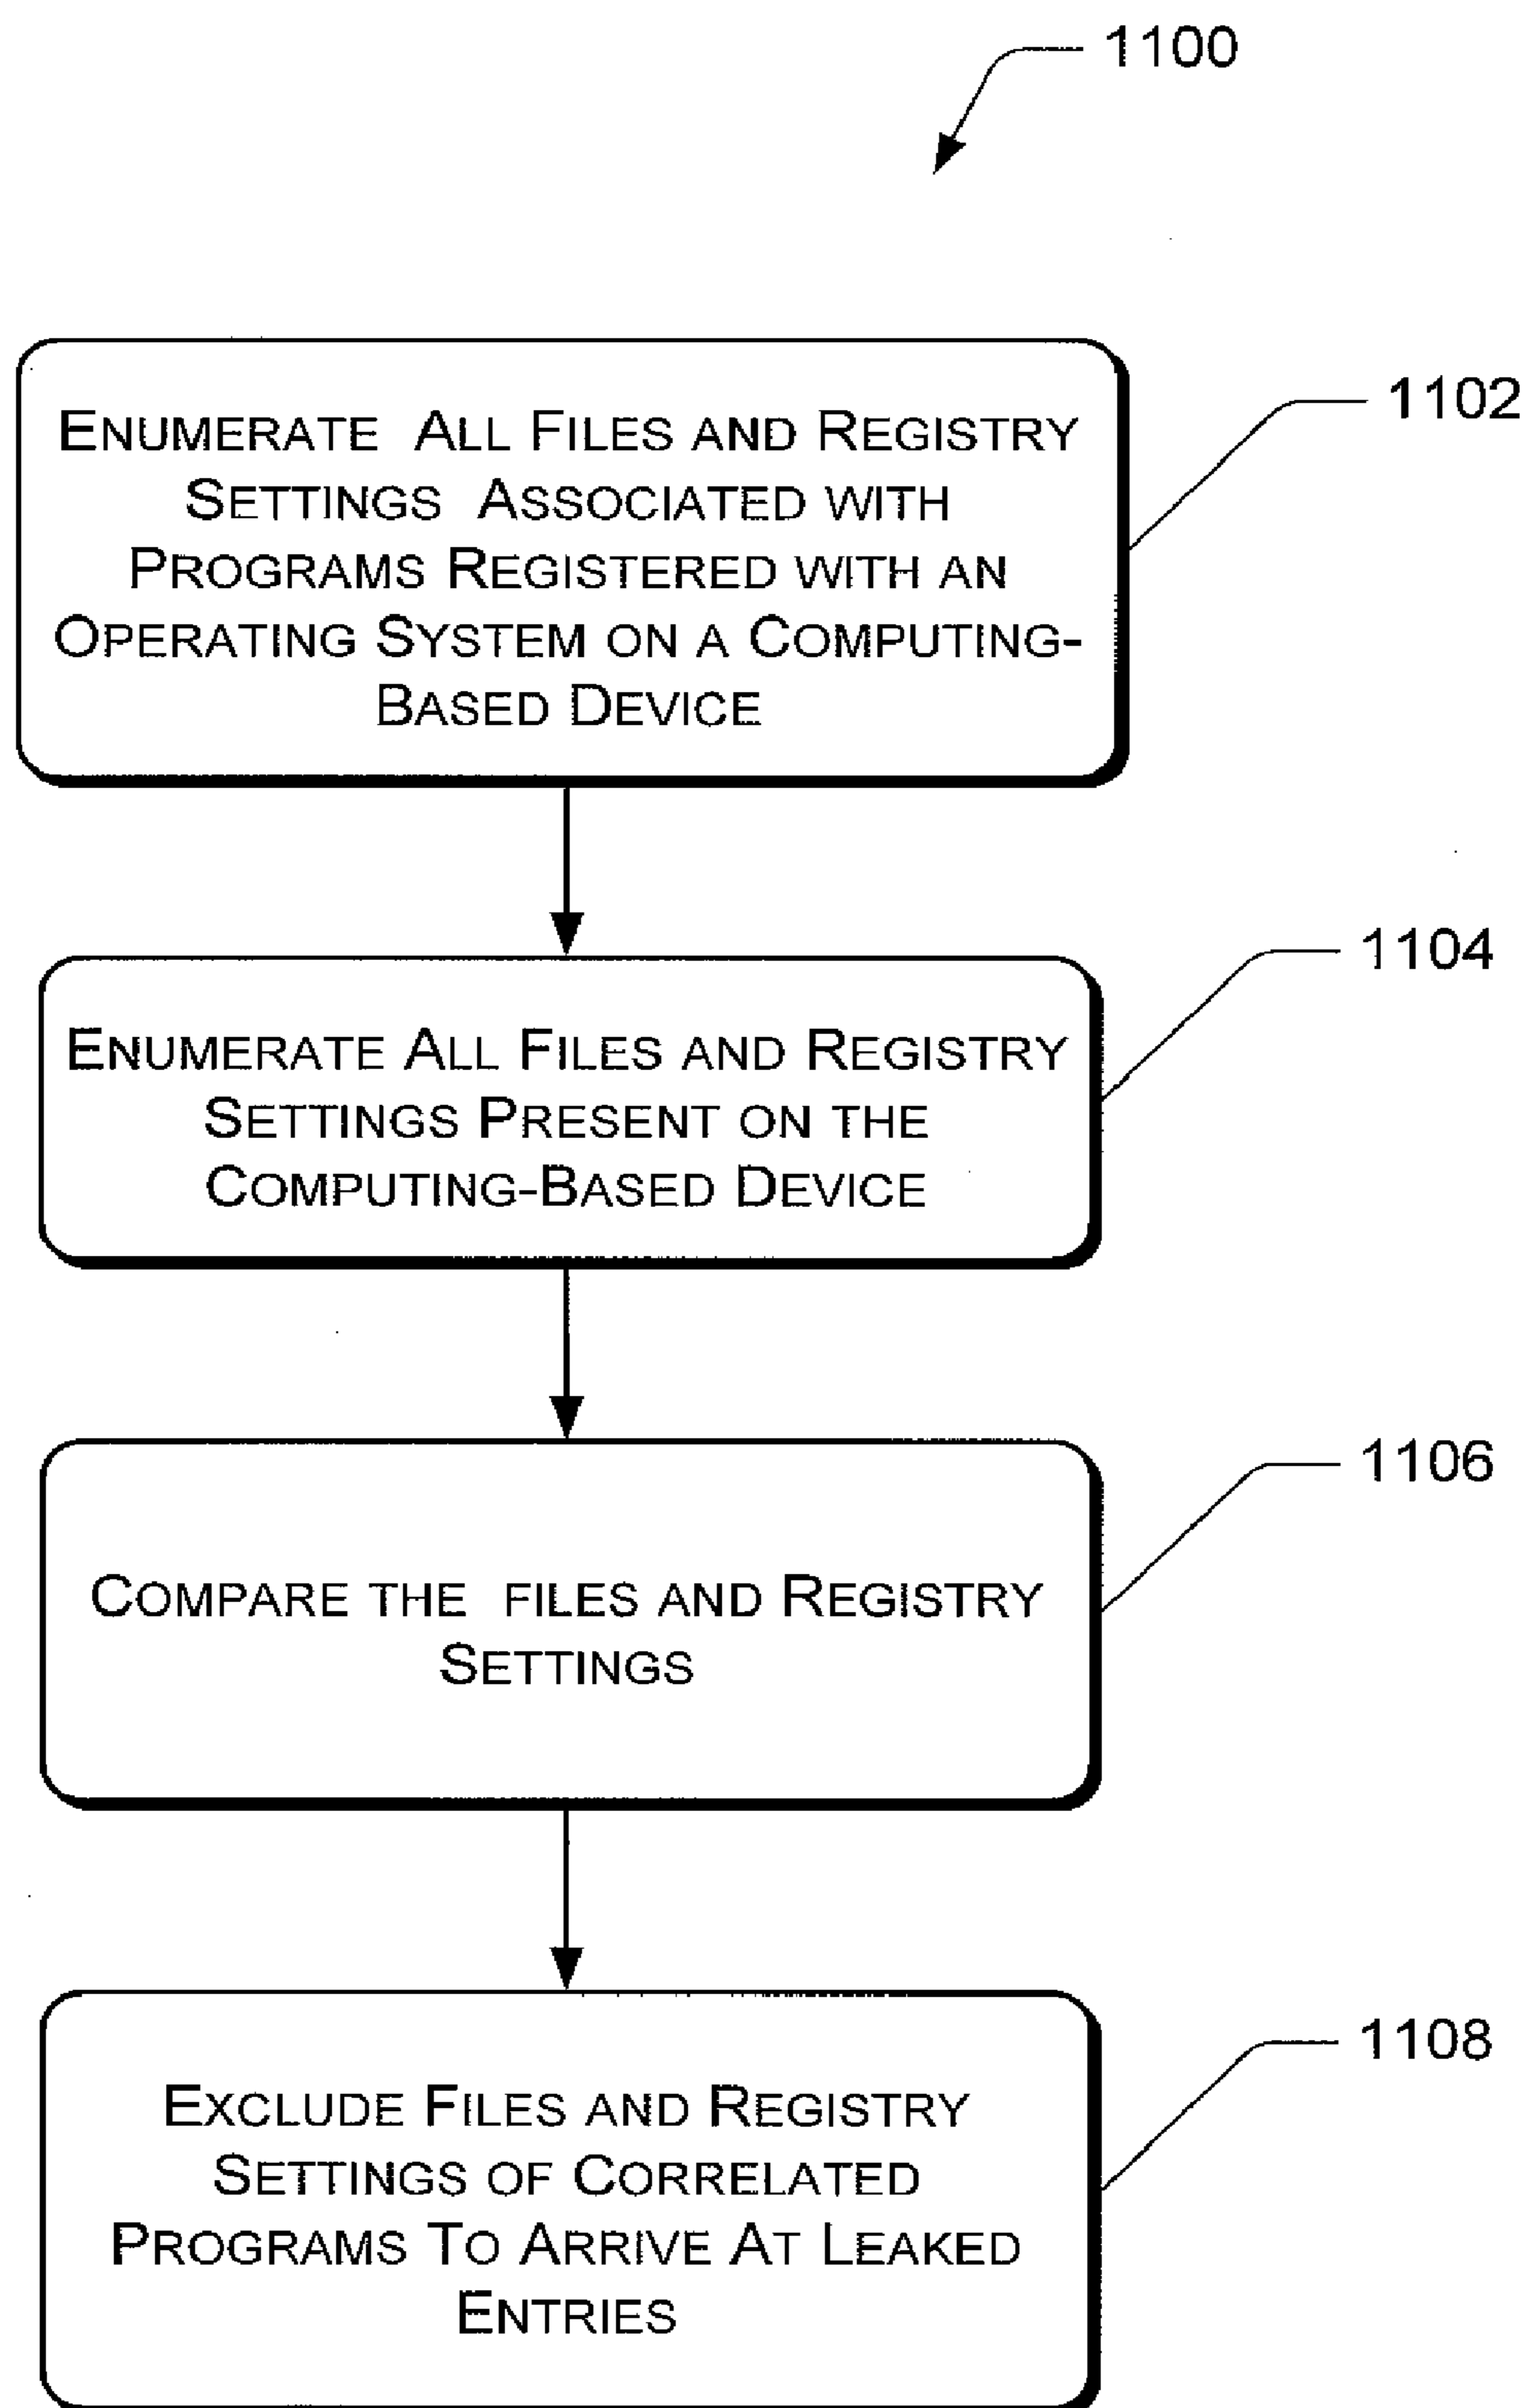 1100
ENUMERATE ALL FILES AND REGISTRY
SETTINGS ASSOCIATED WITH
PROGRAMS REGISTERED WITH AN
OPERATING SYSTEM ON A COMPUTING-
BASED DEVICE
1102
ENUMERATE ALL FILES AND REGISTRY
SETTINGS PRESENT ON THE
COMPUTING-BASED DEVICE
1104
COMPARE THE FILES AND REGISTRY
SETTINGS
1106
EXCLUDE FILES AND REGISTRY
SETTINGS OF CORRELATED
PROGRAMS TO ARRIVE AT LEAKED
ENTRIES
1108